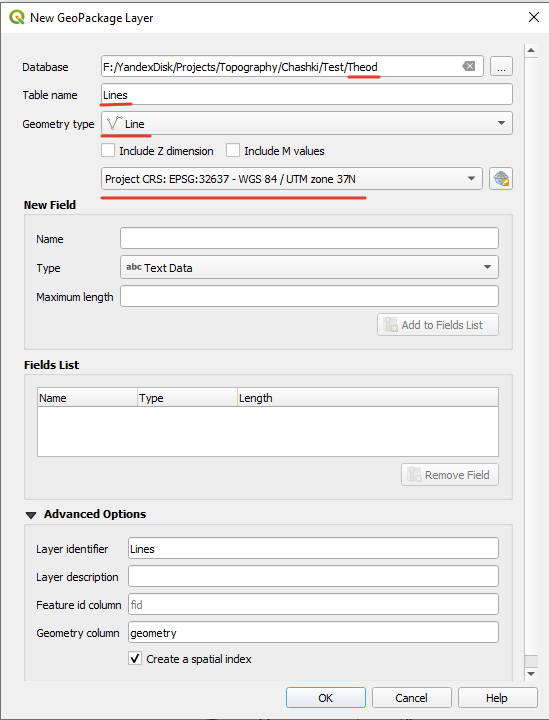 New GeoPackage Layer
Database F:/YandexDisk/Projects/Topography/Chashki/Test/Theod ...
Table name Lines
Geometry type Line
Include Z dimension Include M values
Project CRS: EPSG:32637 - WGS 84 / UTM zone 37N
New Field
Name
Type abc Text Data
Maximum length
Add to Fields List
Fields List
Name Type Length
Remove Field
Advanced Options
Layer identifier Lines
Layer description
Feature id column fid
Geometry column geometry
Create a spatial index
OK Cancel Help